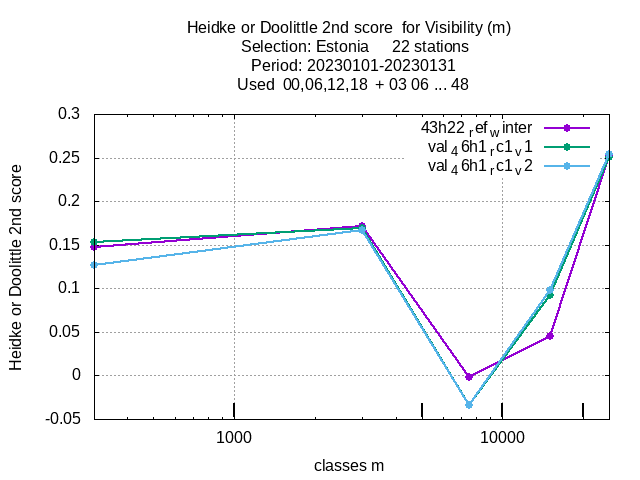 Heidke or Doolittle 2nd score  for Visibility (m)
Selection: Estonia     22 stations
Period: 20230101-20230131
Used  00,06,12,18  + 03 06 ... 48
0.3
0.25
0.2
0.15
0.1
0.05
0
-0.05
Heidke or Doolittle 2nd score
43h22_ref_winter
val_46h1_rc1_v1
val_46h1_rc1_v2
1000
10000
classes m